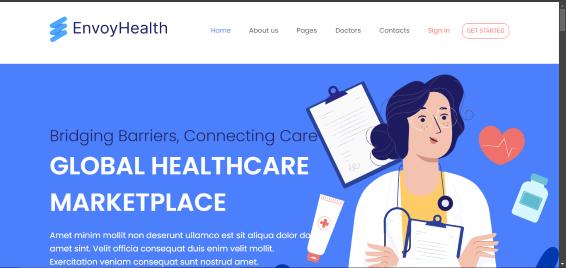 EnvoyHealth
Home About us Pages Doctors Contacts Sign in GET STARTED
Bridging Barriers, Connecting Care
GLOBAL HEALTHCARE
MARKETPLACE
Amet minim mollit non deserunt ullamco est sit aliqua dolor do
amet sint. Velit officia consequat duis enim velit mollit.
Exercitation veniam consequat sunt nostrud amet.